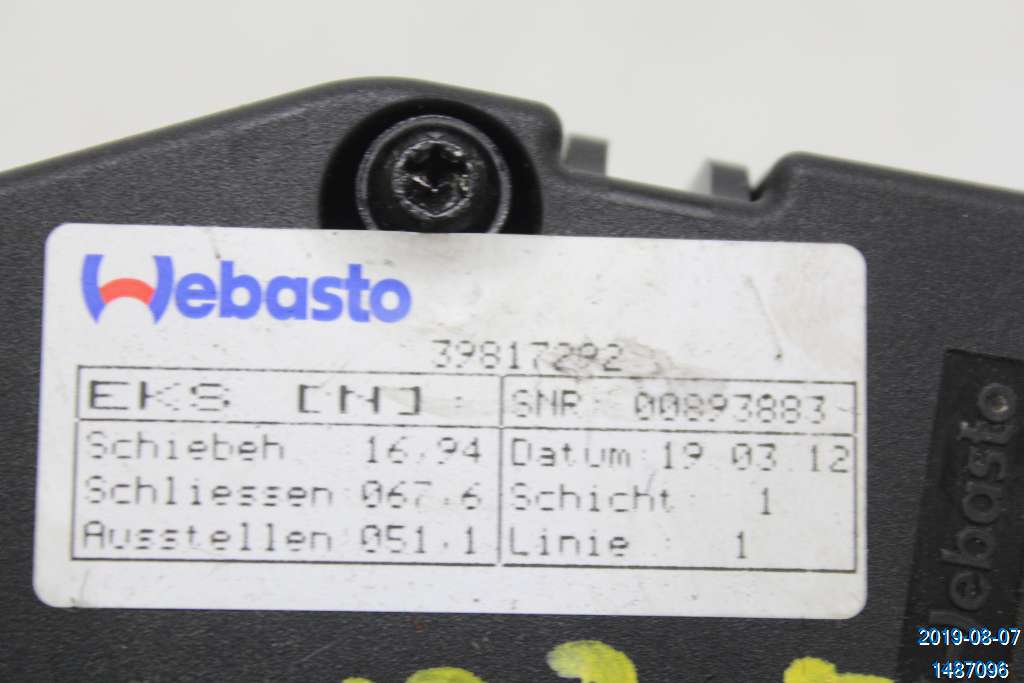 Webasto
39817292
EKS [N] :
SNR: 00893883
Schieben 16,94
Datum:19.03.12
Schliessen:067,6
Schicht: 1
Ausstellen:051,1
Linie : 1
Webasto
2019-08-07
1487096